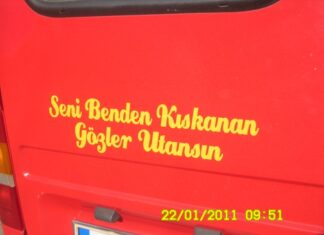 Seni Benden Kıskanan
Gözler Utansın
22/01/2011 09:51